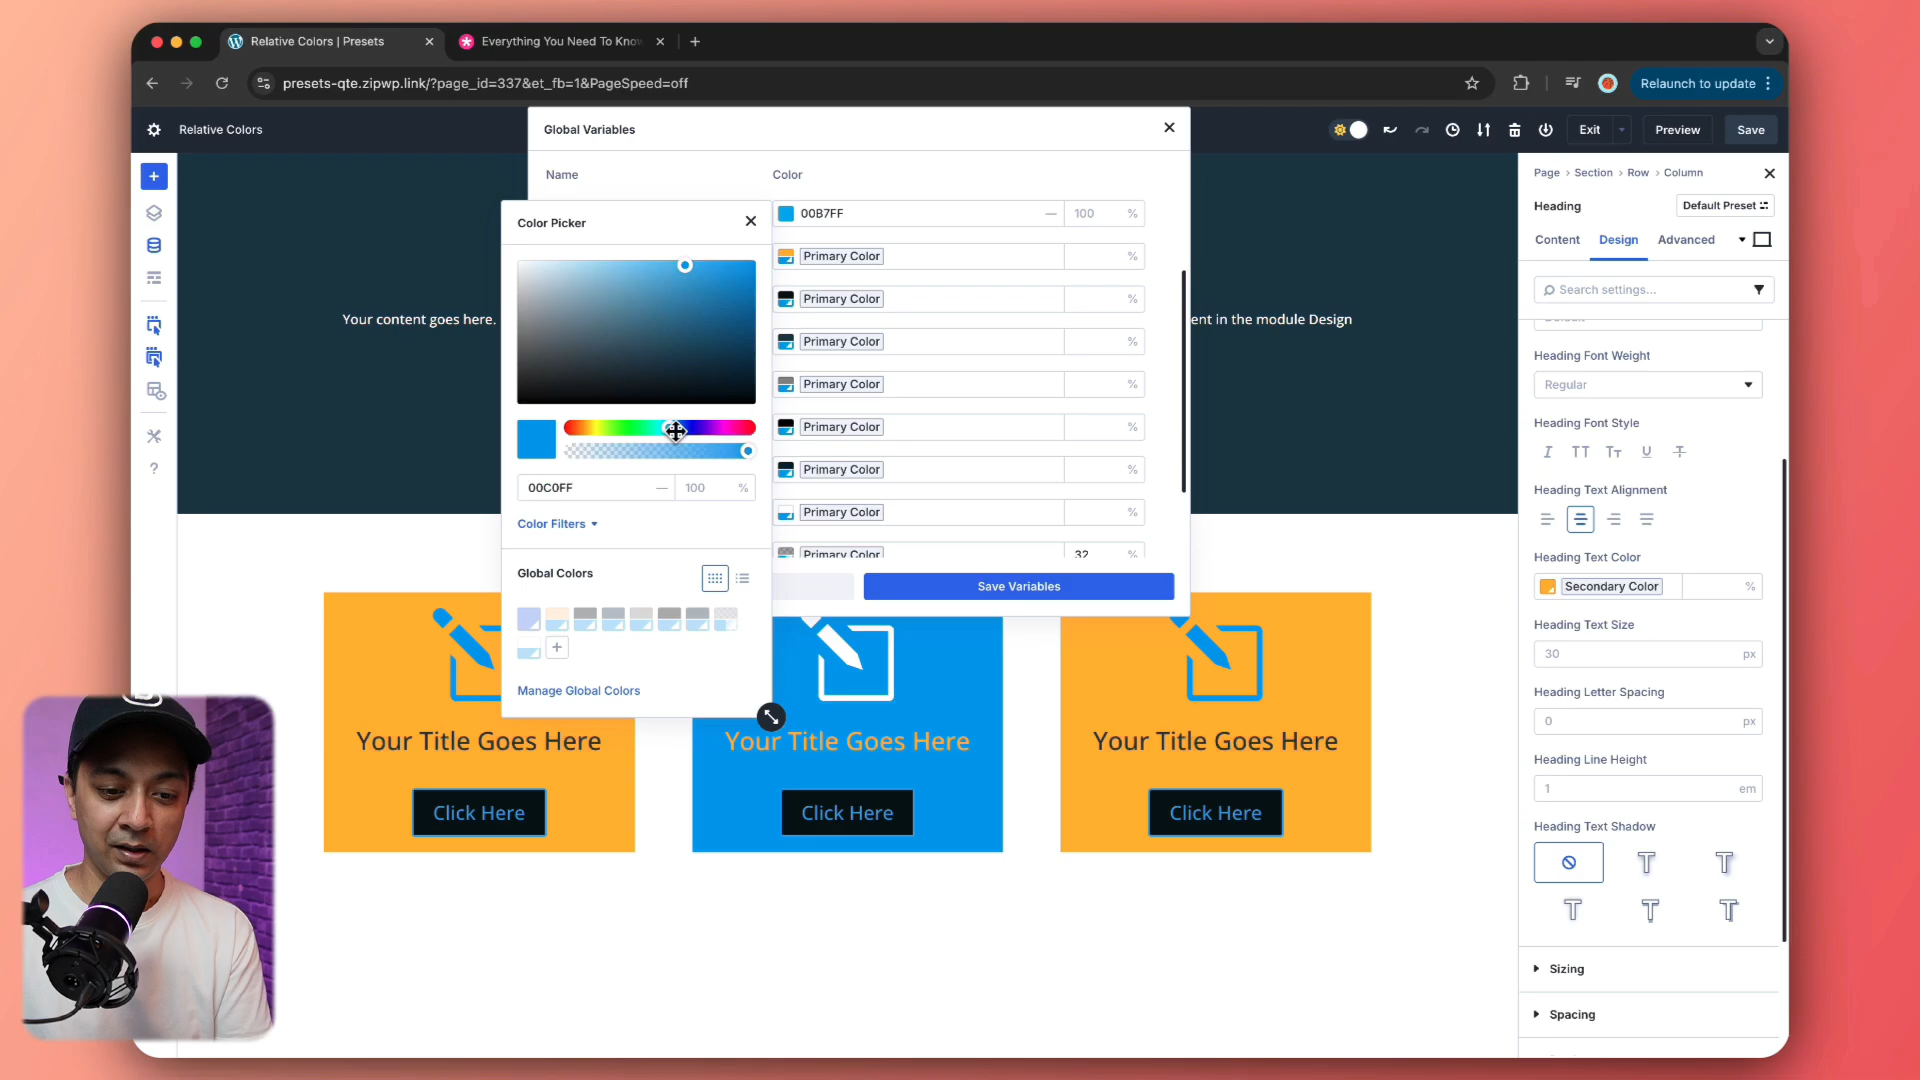 Relative Colors | Presets
Everything You Need To Know
presets-qte.zipwp.link/?page_id=337&et_fb=1&PageSpeed=off
Relaunch to update
Relative Colors
Global Variables
Exit
Preview
Save
Name
Color
00B7FF
100 %
Primary Color %
Primary Color %
Primary Color %
Primary Color %
Primary Color %
Primary Color %
Primary Color %
Primary Color 32 %
Save Variables
Color Picker
00C0FF
100 %
Color Filters
Global Colors
Manage Global Colors
Your content goes here.
ent in the module Design
Your Title Goes Here
Click Here
Your Title Goes Here
Click Here
Your Title Goes Here
Click Here
Page > Section > Row > Column
Heading
Default Preset
Content
Design
Advanced
Search settings...
Default
Heading Font Weight
Regular
Heading Font Style
I TT Tт U T
Heading Text Alignment
Heading Text Color
Secondary Color %
Heading Text Size
30 px
Heading Letter Spacing
0 px
Heading Line Height
1 em
Heading Text Shadow
T T
T T T
Sizing
Spacing